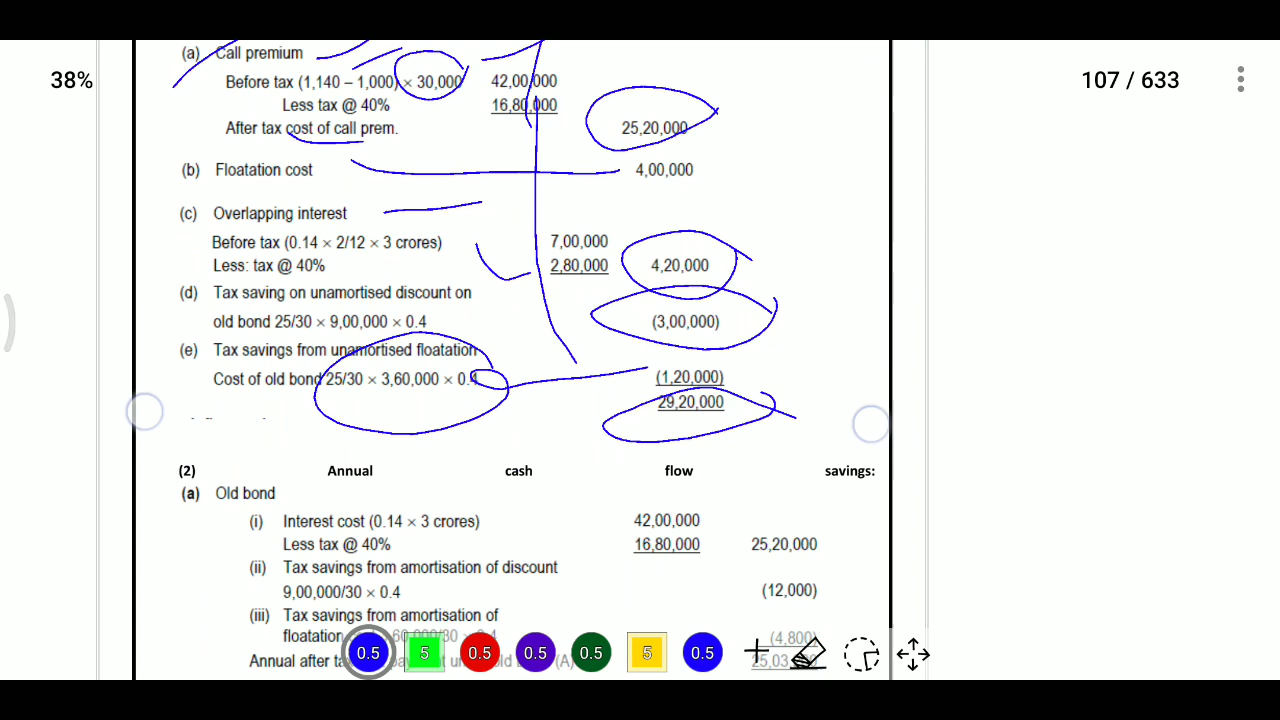 38%
107 / 633
(a) Call premium
Before tax (1,140 – 1,000) × 30,000 42,00,000
Less tax @ 40% 16,80,000
After tax cost of call prem. 25,20,000
(b) Floatation cost 4,00,000
(c) Overlapping interest
Before tax (0.14 × 2/12 × 3 crores) 7,00,000
Less: tax @ 40% 2,80,000 4,20,000
(d) Tax saving on unamortised discount on
old bond 25/30 × 9,00,000 × 0.4 (3,00,000)
(e) Tax savings from unamortised floatation
Cost of old bond 25/30 × 3,60,000 × 0.4 (1,20,000)
29,20,000
(2) Annual cash flow savings:
(a) Old bond
(i) Interest cost (0.14 × 3 crores) 42,00,000
Less tax @ 40% 16,80,000 25,20,000
(ii) Tax savings from amortisation of discount
9,00,000/30 × 0.4 (12,000)
(iii) Tax savings from amortisation of
floatation (4,800)
Annual after (A)
0.5 5 0.5 0.5 0.5 5 0.5